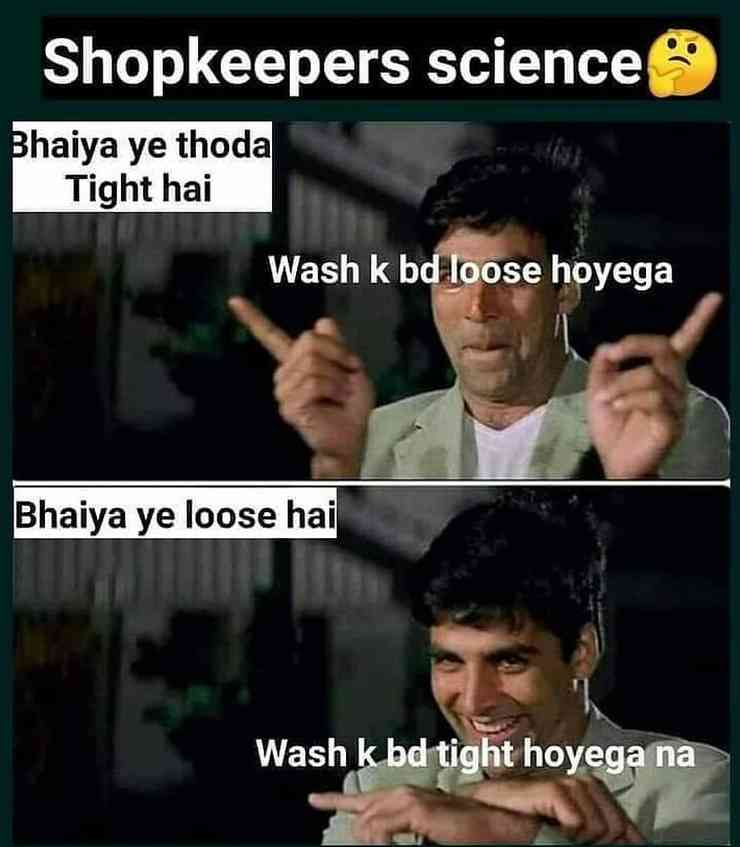 Shopkeepers science🤔
Bhaiya ye thoda
Tight hai
Wash k bd loose hoyega
Bhaiya ye loose hai
Wash k bd tight hoyega na